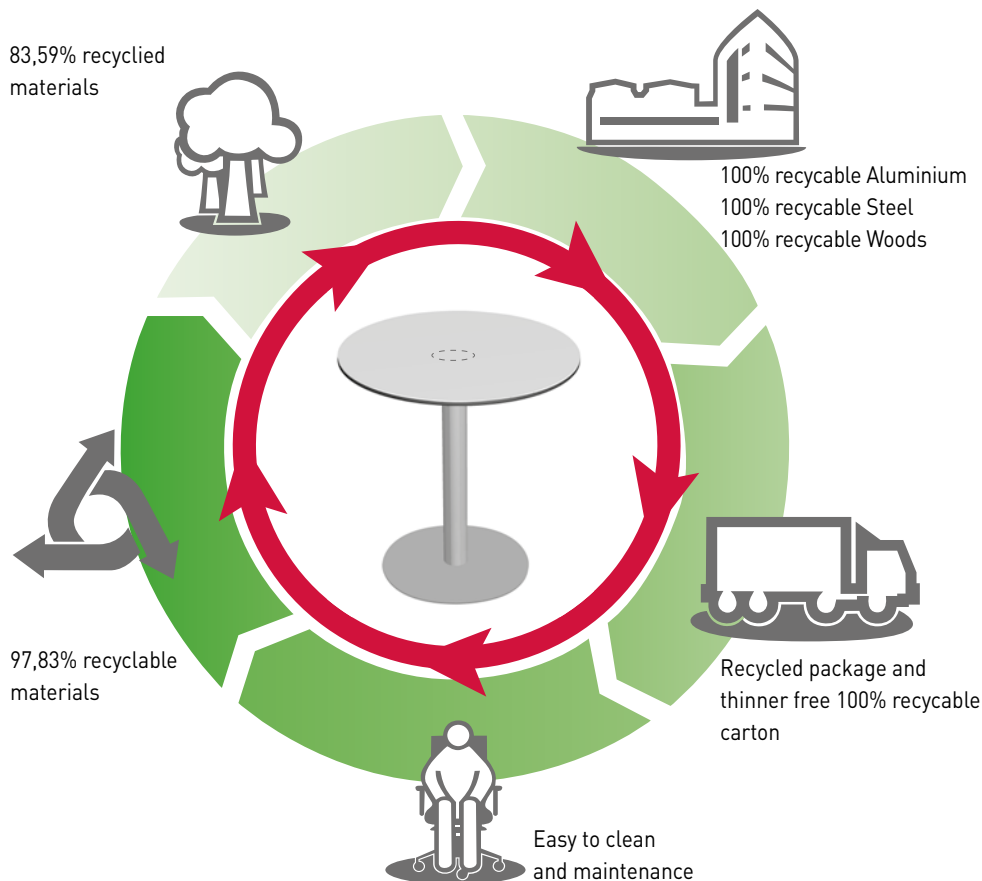 83,59% recyclied
materials
100% recycable Aluminium
100% recycable Steel
100% recycable Woods
Recycled package and
thinner free 100% recycable
carton
Easy to clean
and maintenance
97,83% recyclable
materials